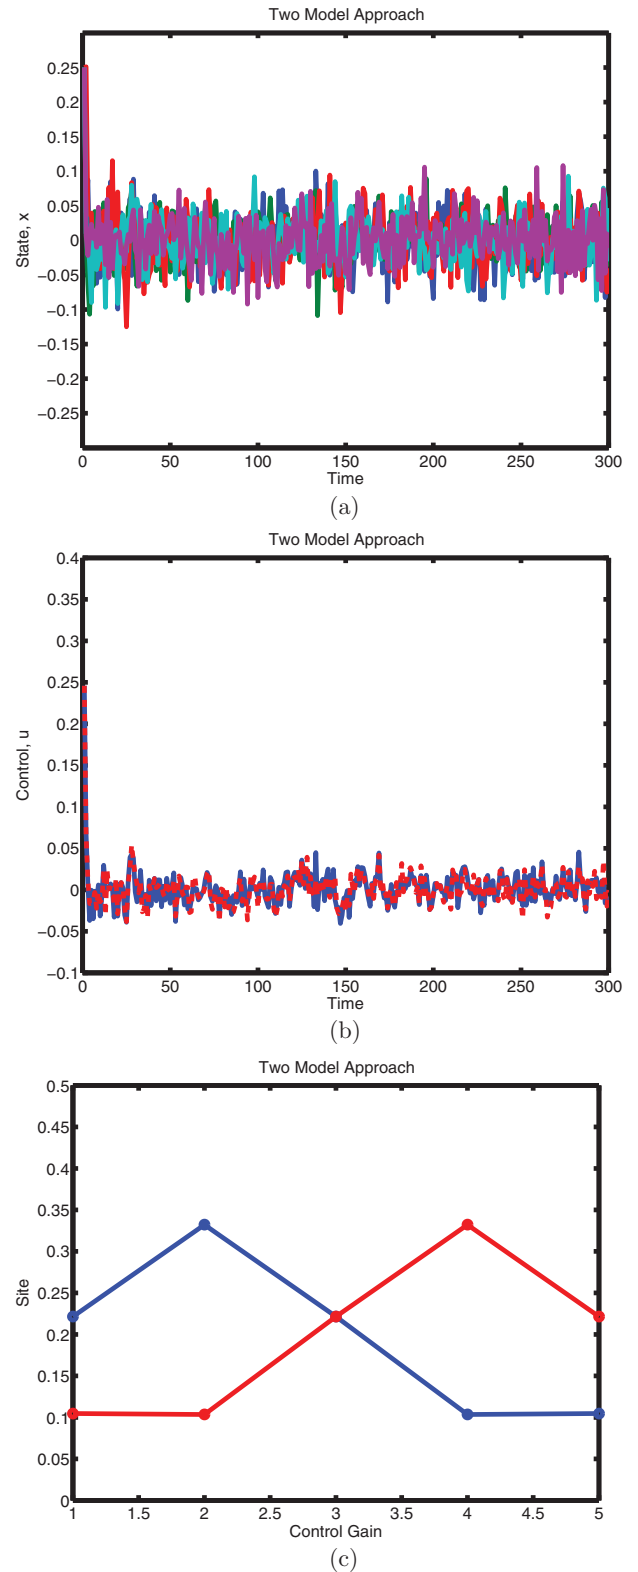 Two Model Approach
0.25
0.2
0.15
0.1
0.05
0
−0.05
−0.1
−0.15
−0.2
−0.25
State, x
0 50 100 150 200 250 300
Time
(a)
Two Model Approach
0.4
0.35
0.3
0.25
0.2
0.15
0.1
0.05
0
−0.05
−0.1
Control, u
0 50 100 150 200 250 300
Time
(b)
Two Model Approach
0.5
0.45
0.4
0.35
0.3
0.25
0.2
0.15
0.1
0.05
0
Site
1 1.5 2 2.5 3 3.5 4 4.5 5
Control Gain
(c)